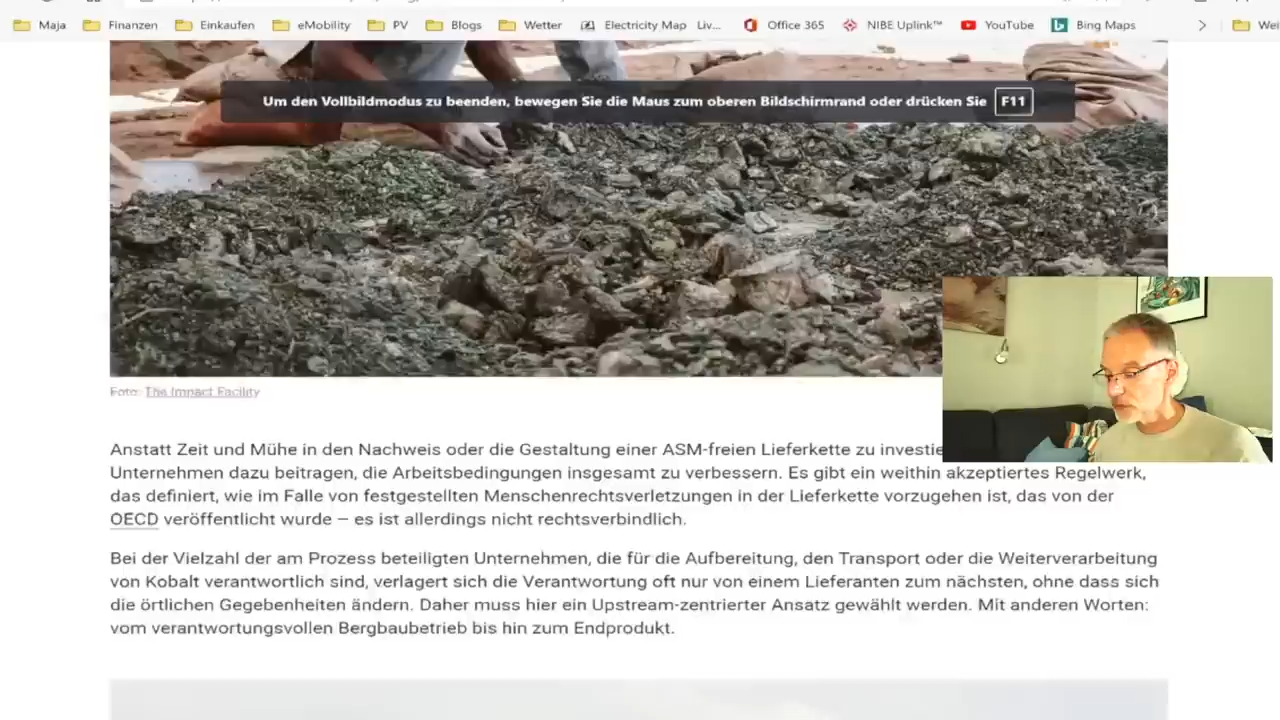 Maja Finanzen Einkaufen eMobility PV Blogs Wetter Electricity Map Liv... Office 365 NIBE Uplink™ YouTube Bing Maps
Um den Vollbildmodus zu beenden, bewegen Sie die Maus zum oberen Bildschirmrand oder drücken Sie F11
Foto: The Impact Facility
Anstatt Zeit und Mühe in den Nachweis oder die Gestaltung einer ASM-freien Lieferkette zu
Unternehmen dazu beitragen, die Arbeitsbedingungen insgesamt zu verbessern. Es gibt ein weithin akzeptiertes Regelwerk,
das definiert, wie im Falle von festgestellten Menschenrechtsverletzungen in der Lieferkette vorzugehen ist, das von der
OECD veröffentlicht wurde – es ist allerdings nicht rechtsverbindlich.
Bei der Vielzahl der am Prozess beteiligten Unternehmen, die für die Aufbereitung, den Transport oder die Weiterverarbeitung
von Kobalt verantwortlich sind, verlagert sich die Verantwortung oft nur von einem Lieferanten zum nächsten, ohne dass sich
die örtlichen Gegebenheiten ändern. Daher muss hier ein Upstream-zentrierter Ansatz gewählt werden. Mit anderen Worten:
vom verantwortungsvollen Bergbaubetrieb bis hin zum Endprodukt.